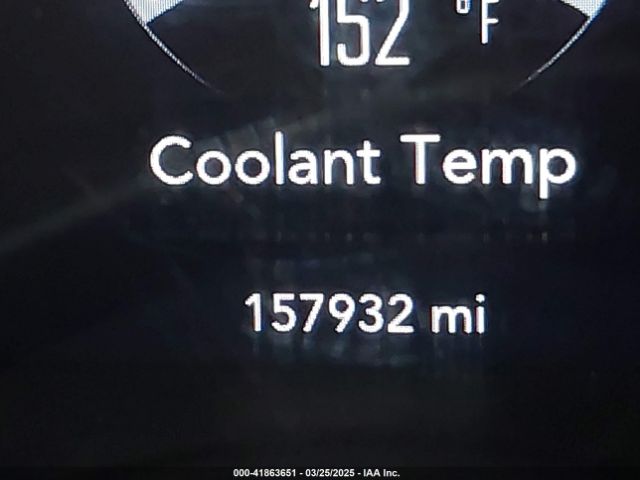 152 °F
Coolant Temp
157932 mi
000-41863651 - 03/25/2025 - IAA Inc.